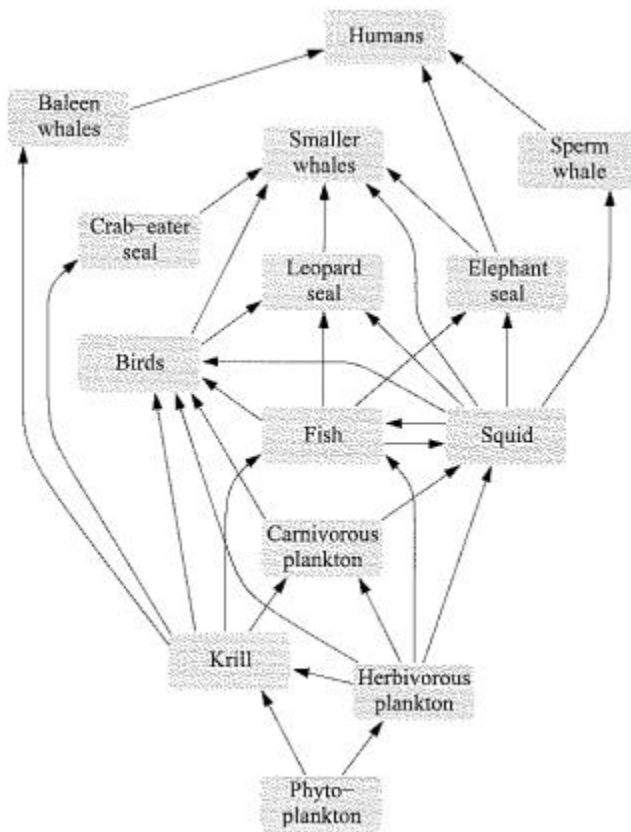 Humans
Baleen
whales
Smaller
whales
Sperm
whale
Crab-eater
seal
Leopard
seal
Elephant
seal
Birds
Fish
Squid
Carnivorous
plankton
Krill
Herbivorous
plankton
Phyto-
plankton